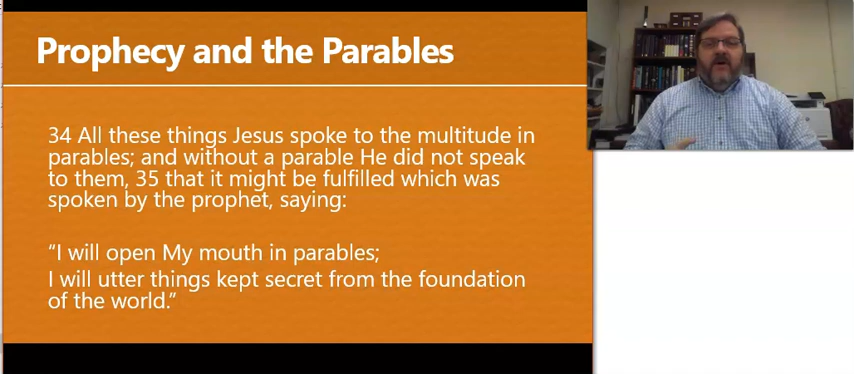 Prophecy and the Parables
34 All these things Jesus spoke to the multitude in
parables; and without a parable He did not speak
to them, 35 that it might be fulfilled which was
spoken by the prophet, saying:
“I will open My mouth in parables;
I will utter things kept secret from the foundation
of the world.”